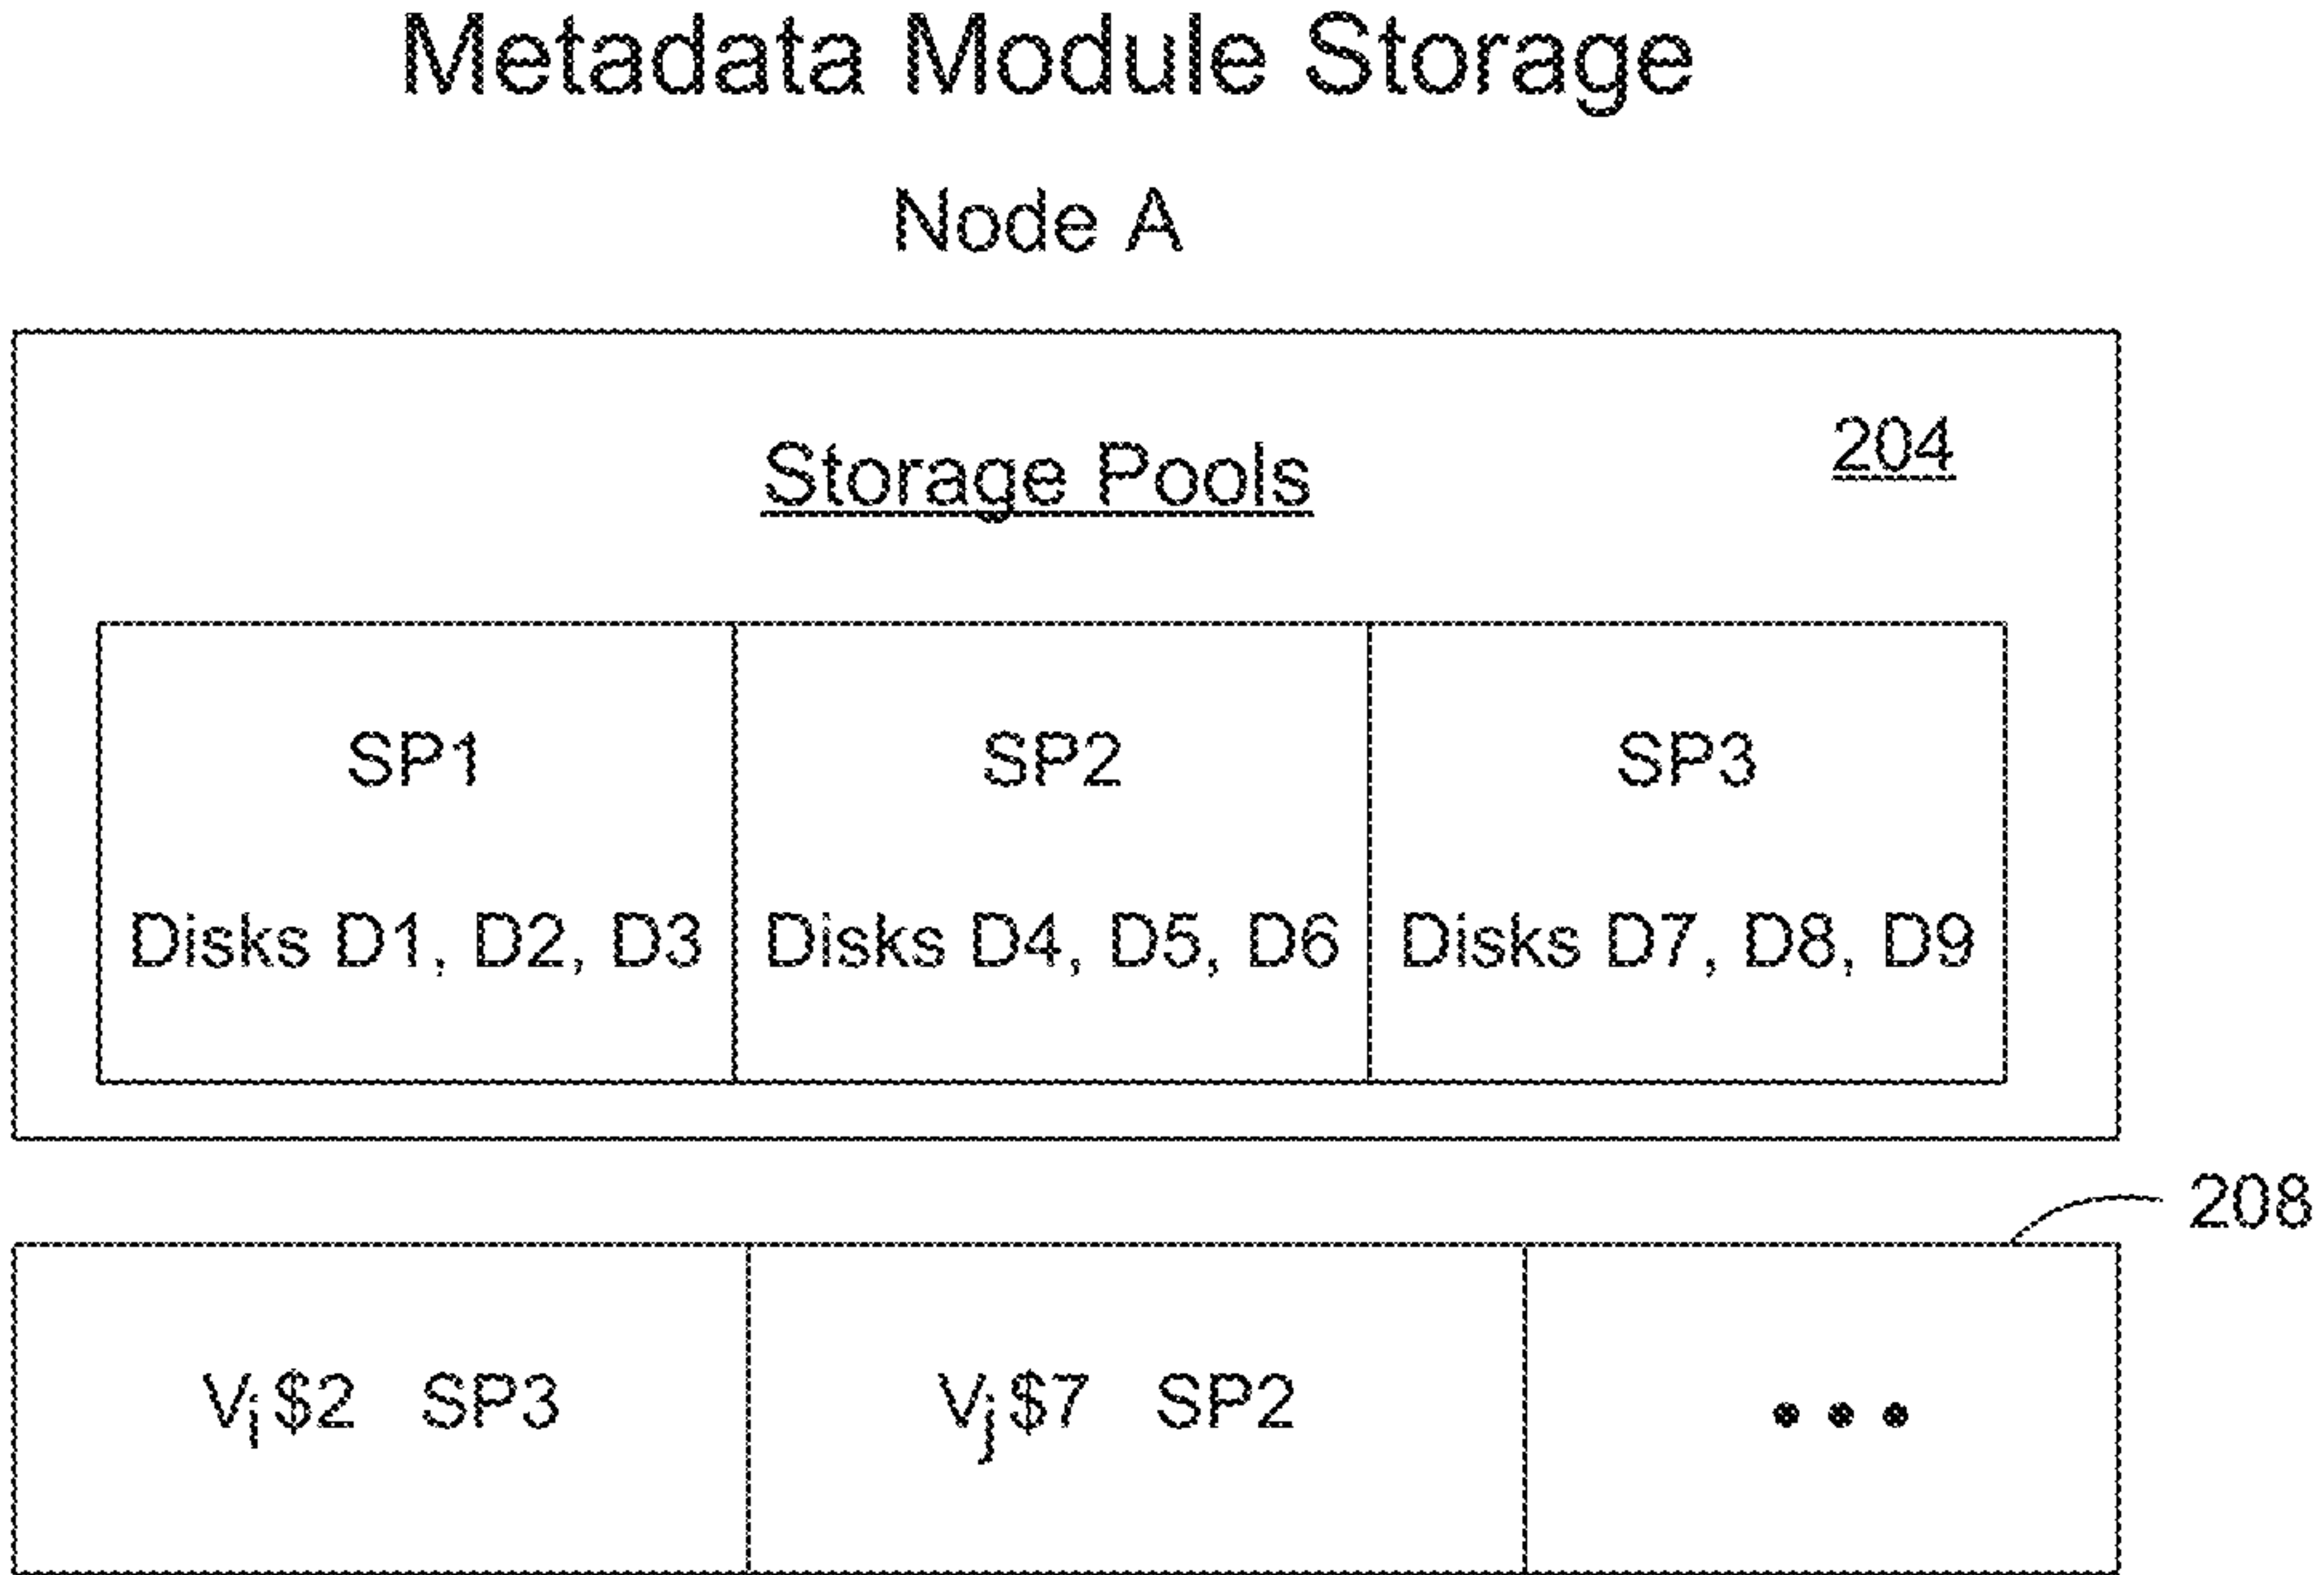 Metadata Module Storage
Node A
Storage Pools 204
SP1 SP2 SP3
Disks D1, D2, D3 Disks D4, D5, D6 Disks D7, D8, D9
208
Vi$2 SP3 Vj$7 SP2 •••